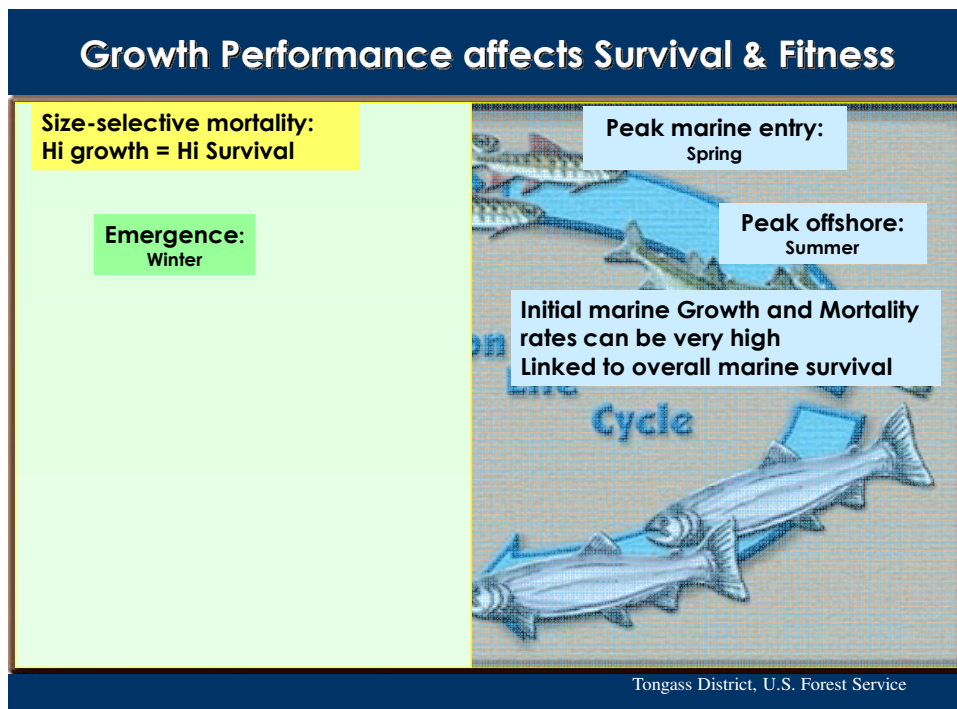 Growth Performance affects Survival & Fitness
Size-selective mortality:
Hi growth = Hi Survival
Emergence:
Winter
Peak marine entry:
Spring
Peak offshore:
Summer
Initial marine Growth and Mortality
rates can be very high
Linked to overall marine survival
Cycle
Tongass District, U.S. Forest Service